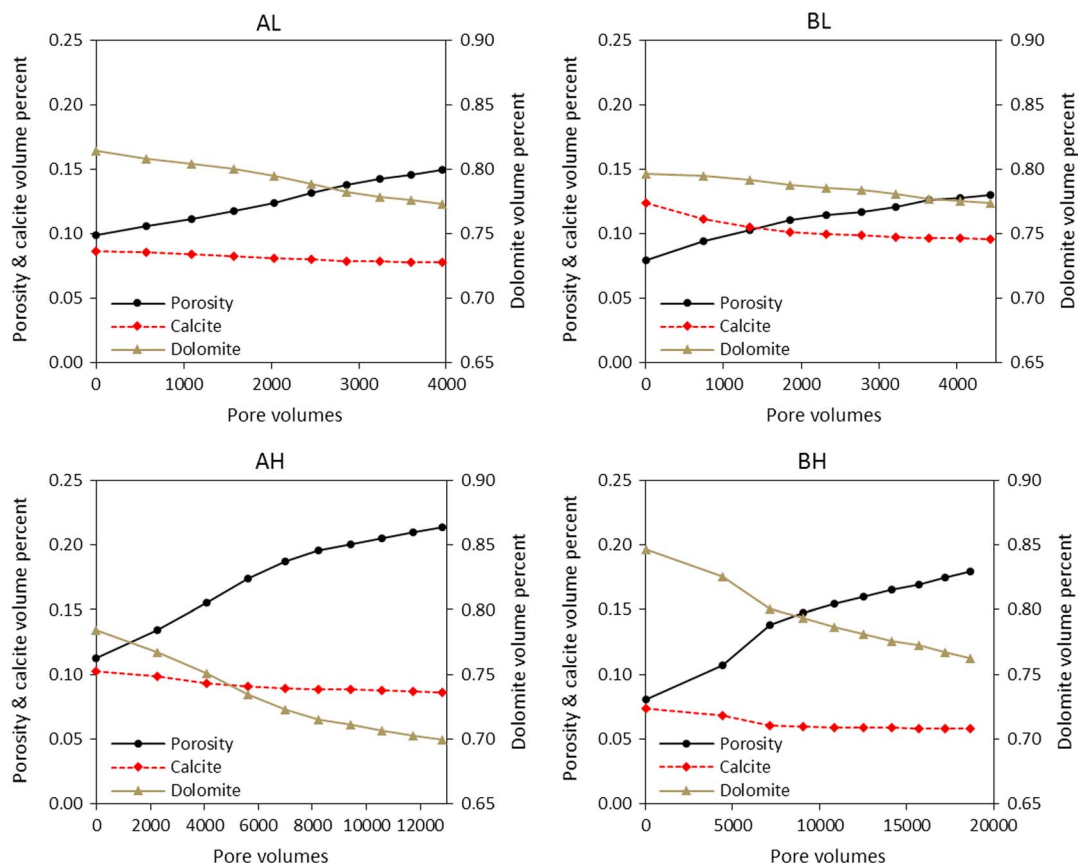 AL
0.25
0.20
0.15
0.10
0.05
0.00
Porosity & calcite volume percent
0.90
0.85
0.80
0.75
0.70
0.65
Dolomite volume percent
Porosity
Calcite
Dolomite
0 1000 2000 3000 4000
Pore volumes
BL
0.25
0.20
0.15
0.10
0.05
0.00
Porosity & calcite volume percent
0.90
0.85
0.80
0.75
0.70
0.65
Dolomite volume percent
Porosity
Calcite
Dolomite
0 1000 2000 3000 4000
Pore volumes
AH
0.25
0.20
0.15
0.10
0.05
0.00
Porosity & calcite volume percent
0.90
0.85
0.80
0.75
0.70
0.65
Dolomite volume percent
Porosity
Calcite
Dolomite
0 2000 4000 6000 8000 10000 12000
Pore volumes
BH
0.25
0.20
0.15
0.10
0.05
0.00
Porosity & calcite volume percent
0.90
0.85
0.80
0.75
0.70
0.65
Dolomite volume percent
Porosity
Calcite
Dolomite
0 5000 10000 15000 20000
Pore volumes